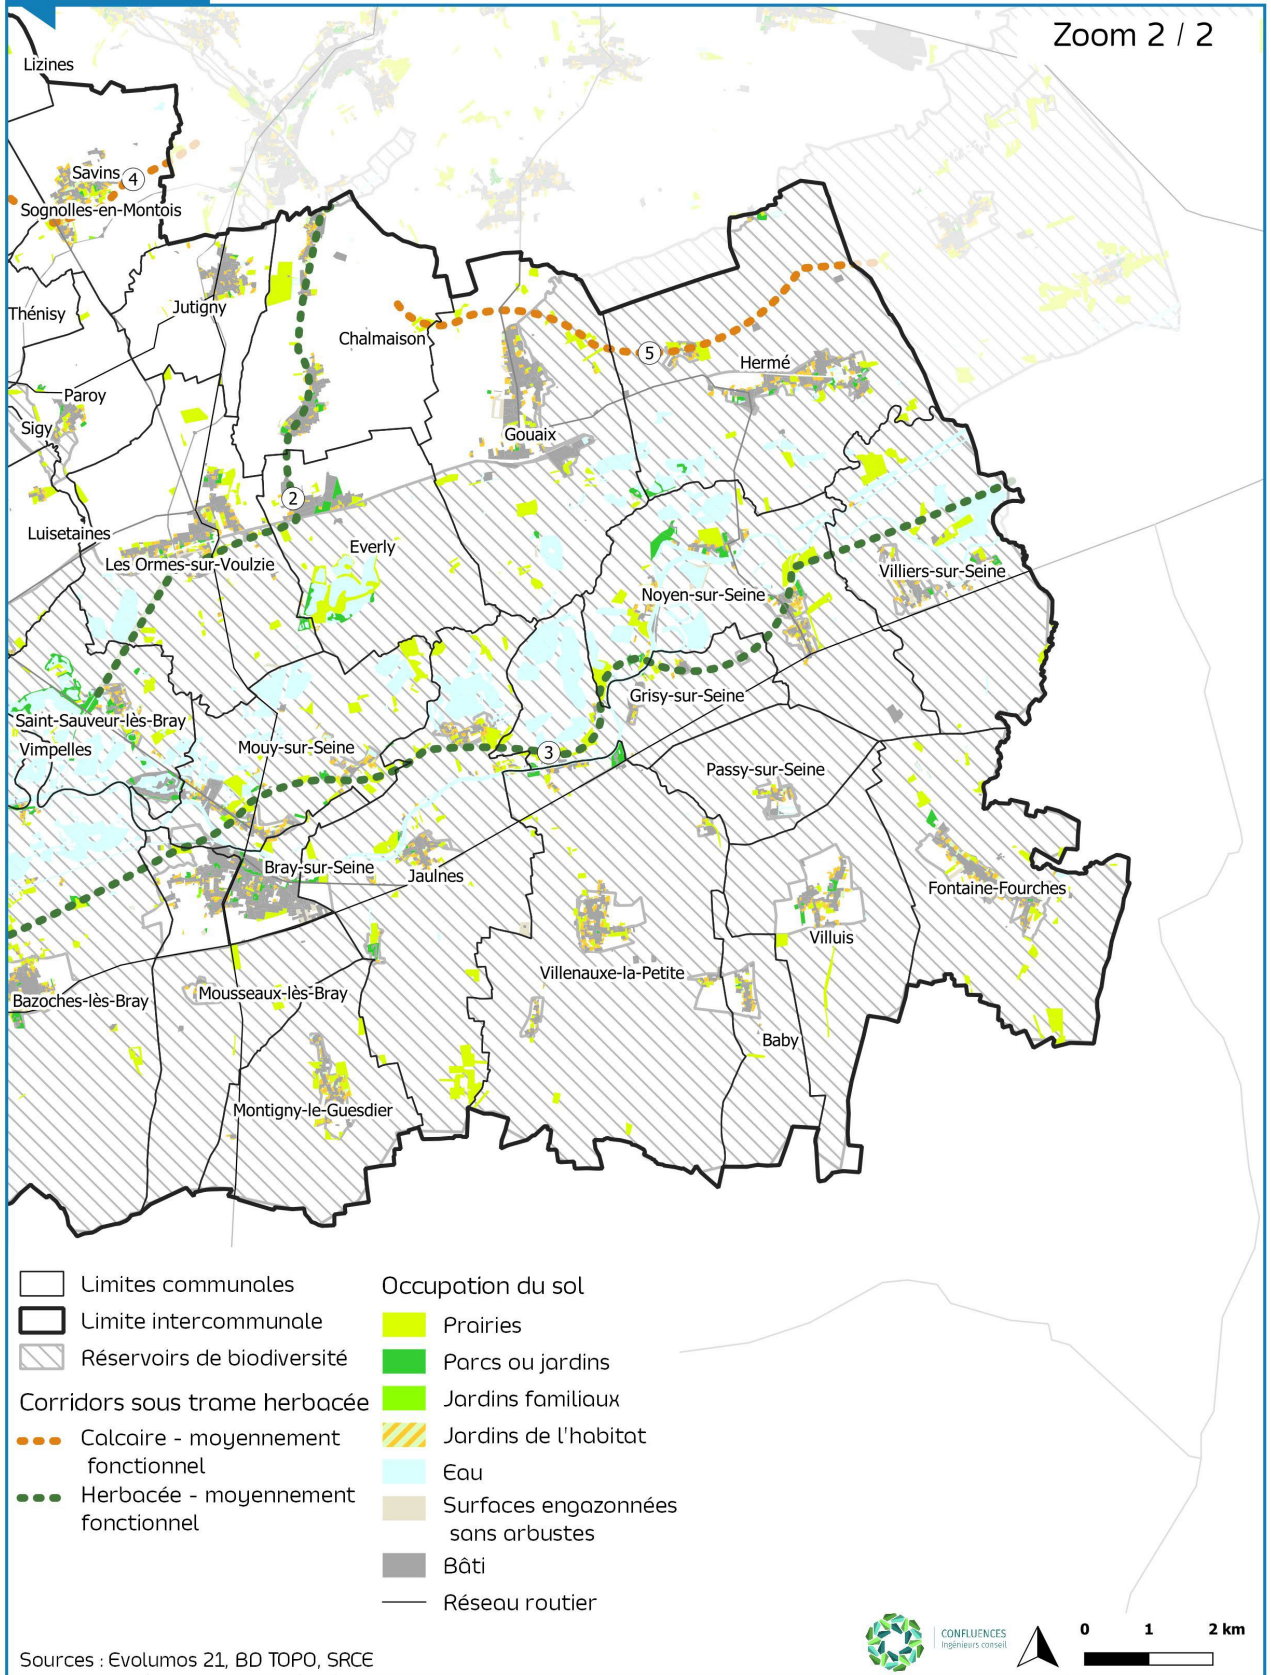 Zoom 2 / 2
Lizines
Savins
4
Sognolles-en-Montois
Thénisy
Jutigny
Chalmaison
5
Hermé
Paroy
Sigy
Gouaix
2
Luisetaines
Everly
Les Ormes-sur-Voulzie
Villiers-sur-Seine
Noyen-sur-Seine
Grisy-sur-Seine
Saint-Sauveur-lès-Bray
Vimpelles
Mouy-sur-Seine
3
Passy-sur-Seine
Bray-sur-Seine
Jaulnes
Fontaine-Fourches
Villuis
Villenauxe-la-Petite
Bazoches-lès-Bray
Mousseaux-lès-Bray
Baby
Montigny-le-Guesdier
Limites communales
Limite intercommunale
Réservoirs de biodiversité
Corridors sous trame herbacée
Calcaire - moyennement
fonctionnel
Herbacée - moyennement
fonctionnel
Occupation du sol
Prairies
Parcs ou jardins
Jardins familiaux
Jardins de l'habitat
Eau
Surfaces engazonnées
sans arbustes
Bâti
Réseau routier
CONFLUENCES
Ingénieurs conseil
0 1 2 km
Sources : Evolumos 21, BD TOPO, SRCE